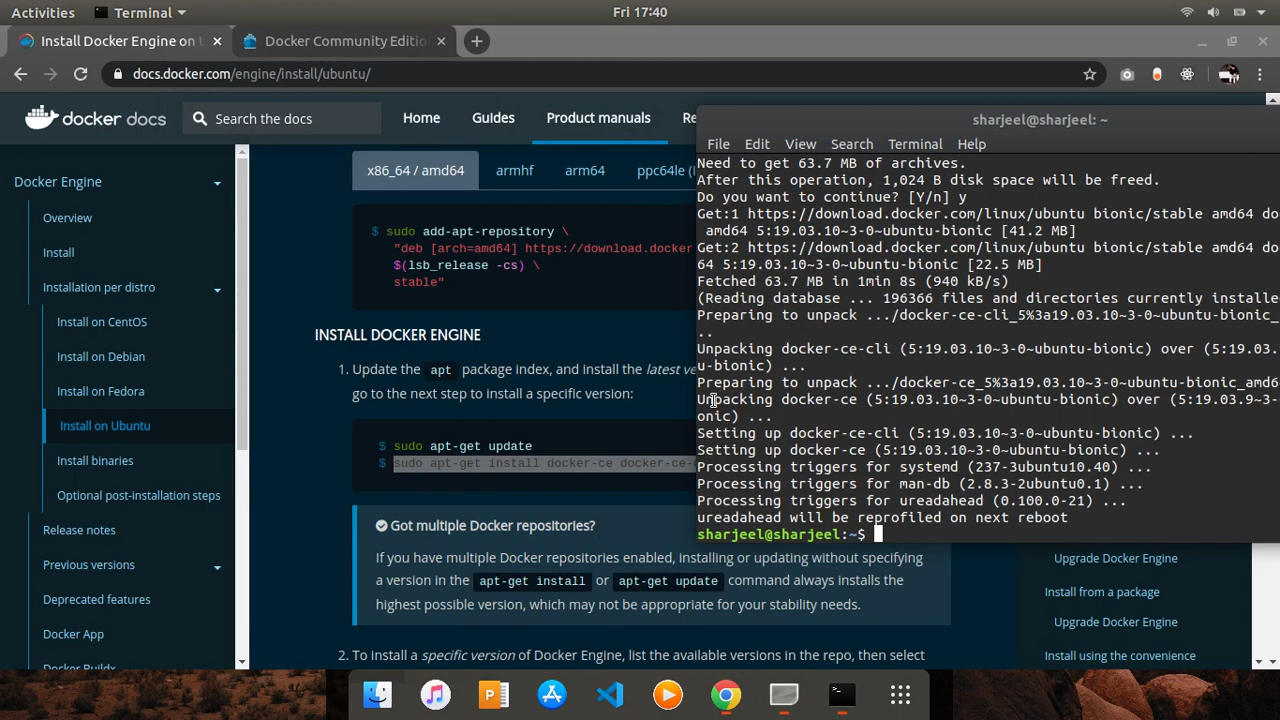 Activities
Terminal
Fri 17:40
Install Docker Engine on U
Docker Community Editio
docs.docker.com/engine/install/ubuntu/
docker docs
Search the docs
Home
Guides
Product manuals
Re
Docker Engine
Overview
Install
Installation per distro
Install on CentOS
Install on Debian
Install on Fedora
Install on Ubuntu
Install binaries
Optional post-installation steps
Release notes
Previous versions
Deprecated features
Docker App
Docker Buildx
x86_64 / amd64
armhf
arm64
ppc64le (I
$ sudo add-apt-repository \
"deb [arch=amd64] https://download.docker
$(lsb_release -cs) \
stable"
INSTALL DOCKER ENGINE
1. Update the apt package index, and install the latest ve
go to the next step to install a specific version:
$ sudo apt-get update
$ sudo apt-get install docker-ce docker-ce-c
Got multiple Docker repositories?
If you have multiple Docker repositories enabled, installing or updating without specifying
a version in the apt-get install or apt-get update command always installs the
highest possible version, which may not be appropriate for your stability needs.
2. To install a specific version of Docker Engine, list the available versions in the repo, then select
Upgrade Docker Engine
Install from a package
Upgrade Docker Engine
Install using the convenience
sharjeel@sharjeel: ~
File Edit View Search Terminal Help
Need to get 63.7 MB of archives.
After this operation, 1,024 B disk space will be freed.
Do you want to continue? [Y/n] y
Get:1 https://download.docker.com/linux/ubuntu bionic/stable amd64 do
amd64 5:19.03.10~3-0~ubuntu-bionic [41.2 MB]
Get:2 https://download.docker.com/linux/ubuntu bionic/stable amd64 do
64 5:19.03.10~3-0~ubuntu-bionic [22.5 MB]
Fetched 63.7 MB in 1min 8s (940 kB/s)
(Reading database ... 196366 files and directories currently installe
Preparing to unpack .../docker-ce-cli_5%3a19.03.10~3-0~ubuntu-bionic_
..
Unpacking docker-ce-cli (5:19.03.10~3-0~ubuntu-bionic) over (5:19.03.
u-bionic) ...
Preparing to unpack .../docker-ce_5%3a19.03.10~3-0~ubuntu-bionic_amd6
Unpacking docker-ce (5:19.03.10~3-0~ubuntu-bionic) over (5:19.03.9~3-
onic) ...
Setting up docker-ce-cli (5:19.03.10~3-0~ubuntu-bionic) ...
Setting up docker-ce (5:19.03.10~3-0~ubuntu-bionic) ...
Processing triggers for systemd (237-3ubuntu10.40) ...
Processing triggers for man-db (2.8.3-2ubuntu0.1) ...
Processing triggers for ureadahead (0.100.0-21) ...
ureadahead will be reprofiled on next reboot
sharjeel@sharjeel:~$